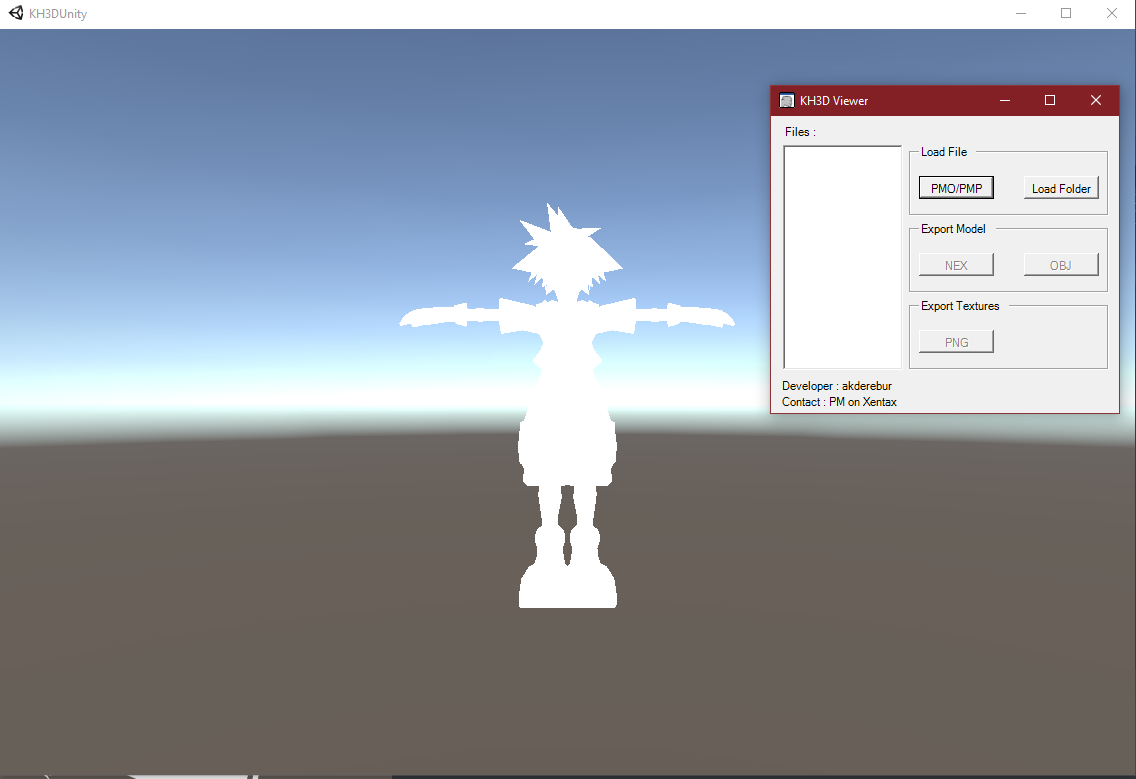 KH3DUnity
KH3D Viewer
Files :
Load File
PMO/PMP
Load Folder
Export Model
NEX
OBJ
Export Textures
PNG
Developer : akderebur
Contact : PM on Xentax